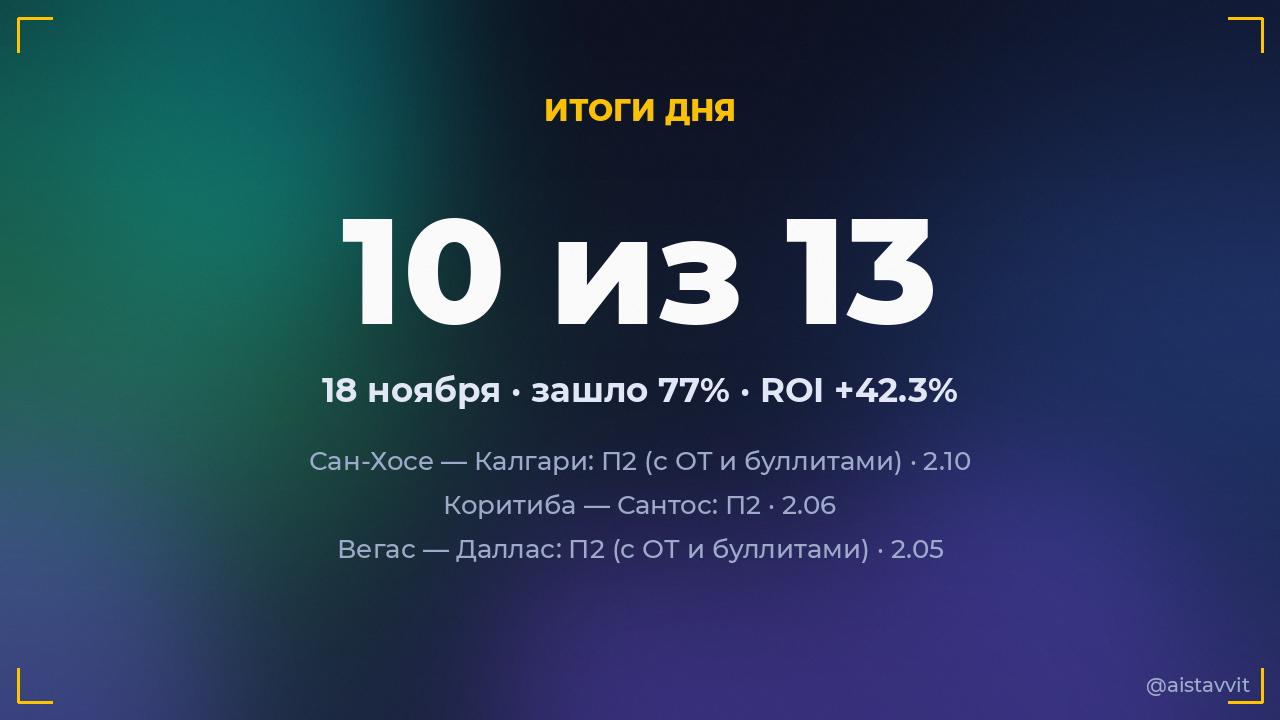 ИТОГИ ДНЯ
10 из 13
18 ноября · зашло 77% · ROI +42.3%
Сан-Хосе — Калгари: П2 (с ОТ и буллитами) · 2.10
Коритиба — Сантос: П2 · 2.06
Вегас — Даллас: П2 (с ОТ и буллитами) · 2.05
@aistavvit